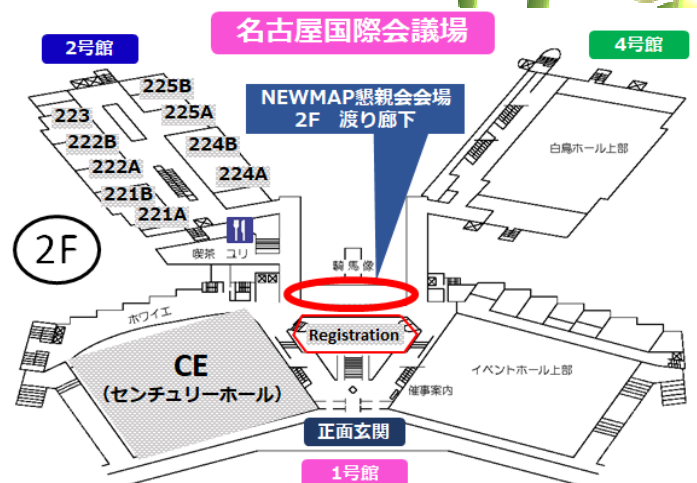 名古屋国際会議場
2号館
4号館
NEWMAP懇親会会場
2F 渡り廊下
225B
225A
223
222B
222A
221B
221A
224B
224A
白鳥ホール上部
2F
喫茶 ユリ
騎馬像
ホワイエ
Registration
CE
（センチュリーホール）
イベントホール上部
催事案内
正面玄関
1号館